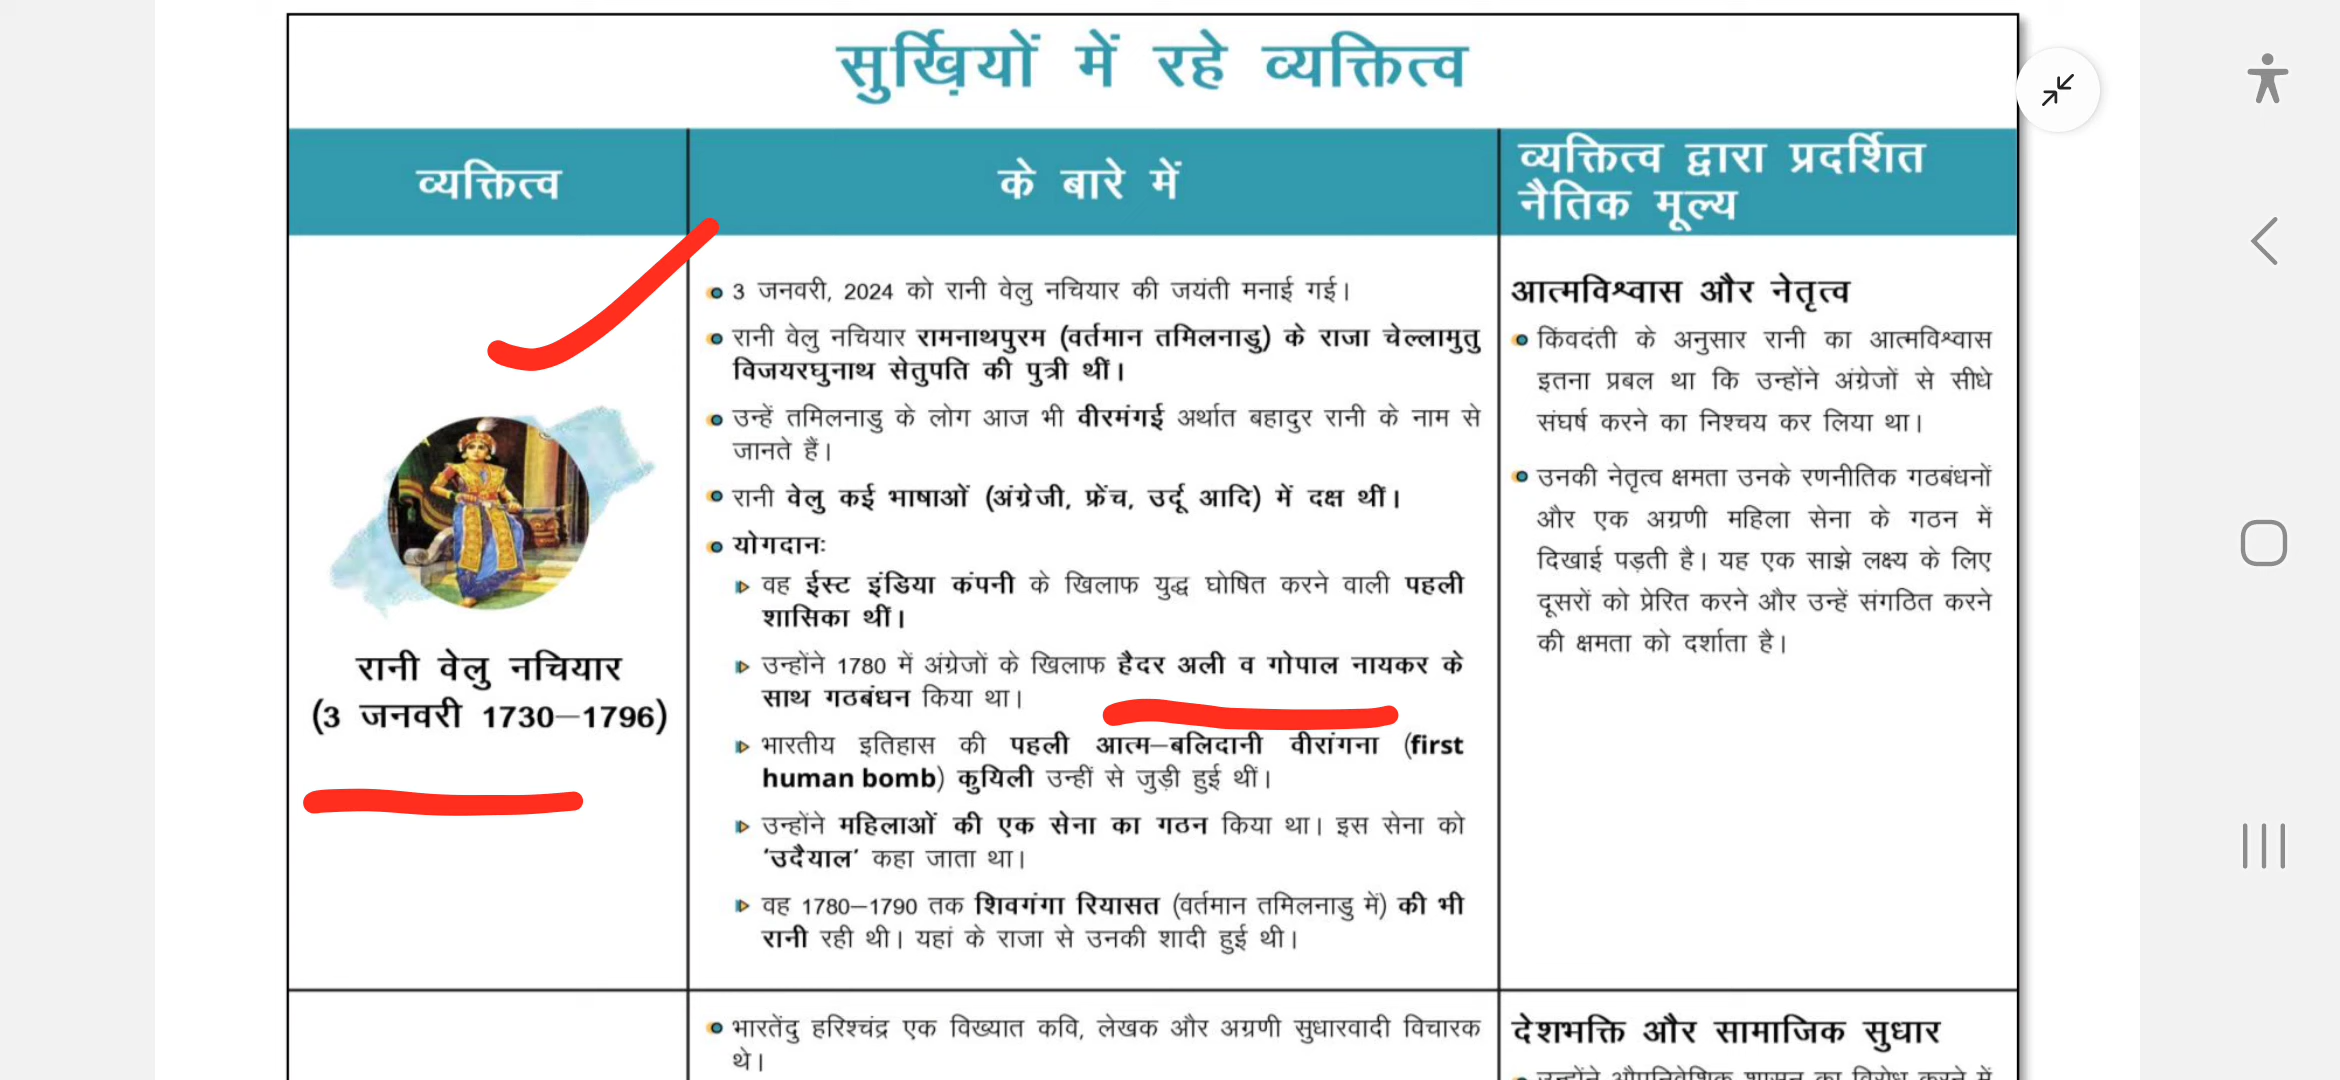 सुर्ख़ियों में रहे व्यक्तित्व
व्यक्तित्व
के बारे में
व्यक्तित्व द्वारा प्रदर्शित
नैतिक मूल्य
रानी वेलु नचियार
(3 जनवरी 1730–1796)
3 जनवरी, 2024 को रानी वेलु नचियार की जयंती मनाई गई।
रानी वेलु नचियार रामनाथपुरम (वर्तमान तमिलनाडु) के राजा चेल्लामुतु
विजयरघुनाथ सेतुपति की पुत्री थीं।
उन्हें तमिलनाडु के लोग आज भी वीरमंगई अर्थात बहादुर रानी के नाम से
जानते हैं।
रानी वेलु कई भाषाओं (अंग्रेजी, फ्रेंच, उर्दू आदि) में दक्ष थीं।
योगदानः
वह ईस्ट इंडिया कंपनी के खिलाफ युद्ध घोषित करने वाली पहली
शासिका थीं।
उन्होंने 1780 में अंग्रेजों के खिलाफ हैदर अली व गोपाल नायकर के
साथ गठबंधन किया था।
भारतीय इतिहास की पहली आत्म–बलिदानी वीरांगना (first
human bomb) कुयिली उन्हीं से जुड़ी हुई थीं।
उन्होंने महिलाओं की एक सेना का गठन किया था। इस सेना को
‘उदैयाल’ कहा जाता था।
वह 1780–1790 तक शिवगंगा रियासत (वर्तमान तमिलनाडु में) की भी
रानी रही थी। यहां के राजा से उनकी शादी हुई थी।
आत्मविश्वास और नेतृत्व
किंवदंती के अनुसार रानी का आत्मविश्वास
इतना प्रबल था कि उन्होंने अंग्रेजों से सीधे
संघर्ष करने का निश्चय कर लिया था।
उनकी नेतृत्व क्षमता उनके रणनीतिक गठबंधनों
और एक अग्रणी महिला सेना के गठन में
दिखाई पड़ती है। यह एक साझे लक्ष्य के लिए
दूसरों को प्रेरित करने और उन्हें संगठित करने
की क्षमता को दर्शाता है।
भारतेंदु हरिश्चंद्र एक विख्यात कवि, लेखक और अग्रणी सुधारवादी विचारक
थे।
देशभक्ति और सामाजिक सुधार
उन्होंने औपनिवेशिक शासन का विरोध करने में